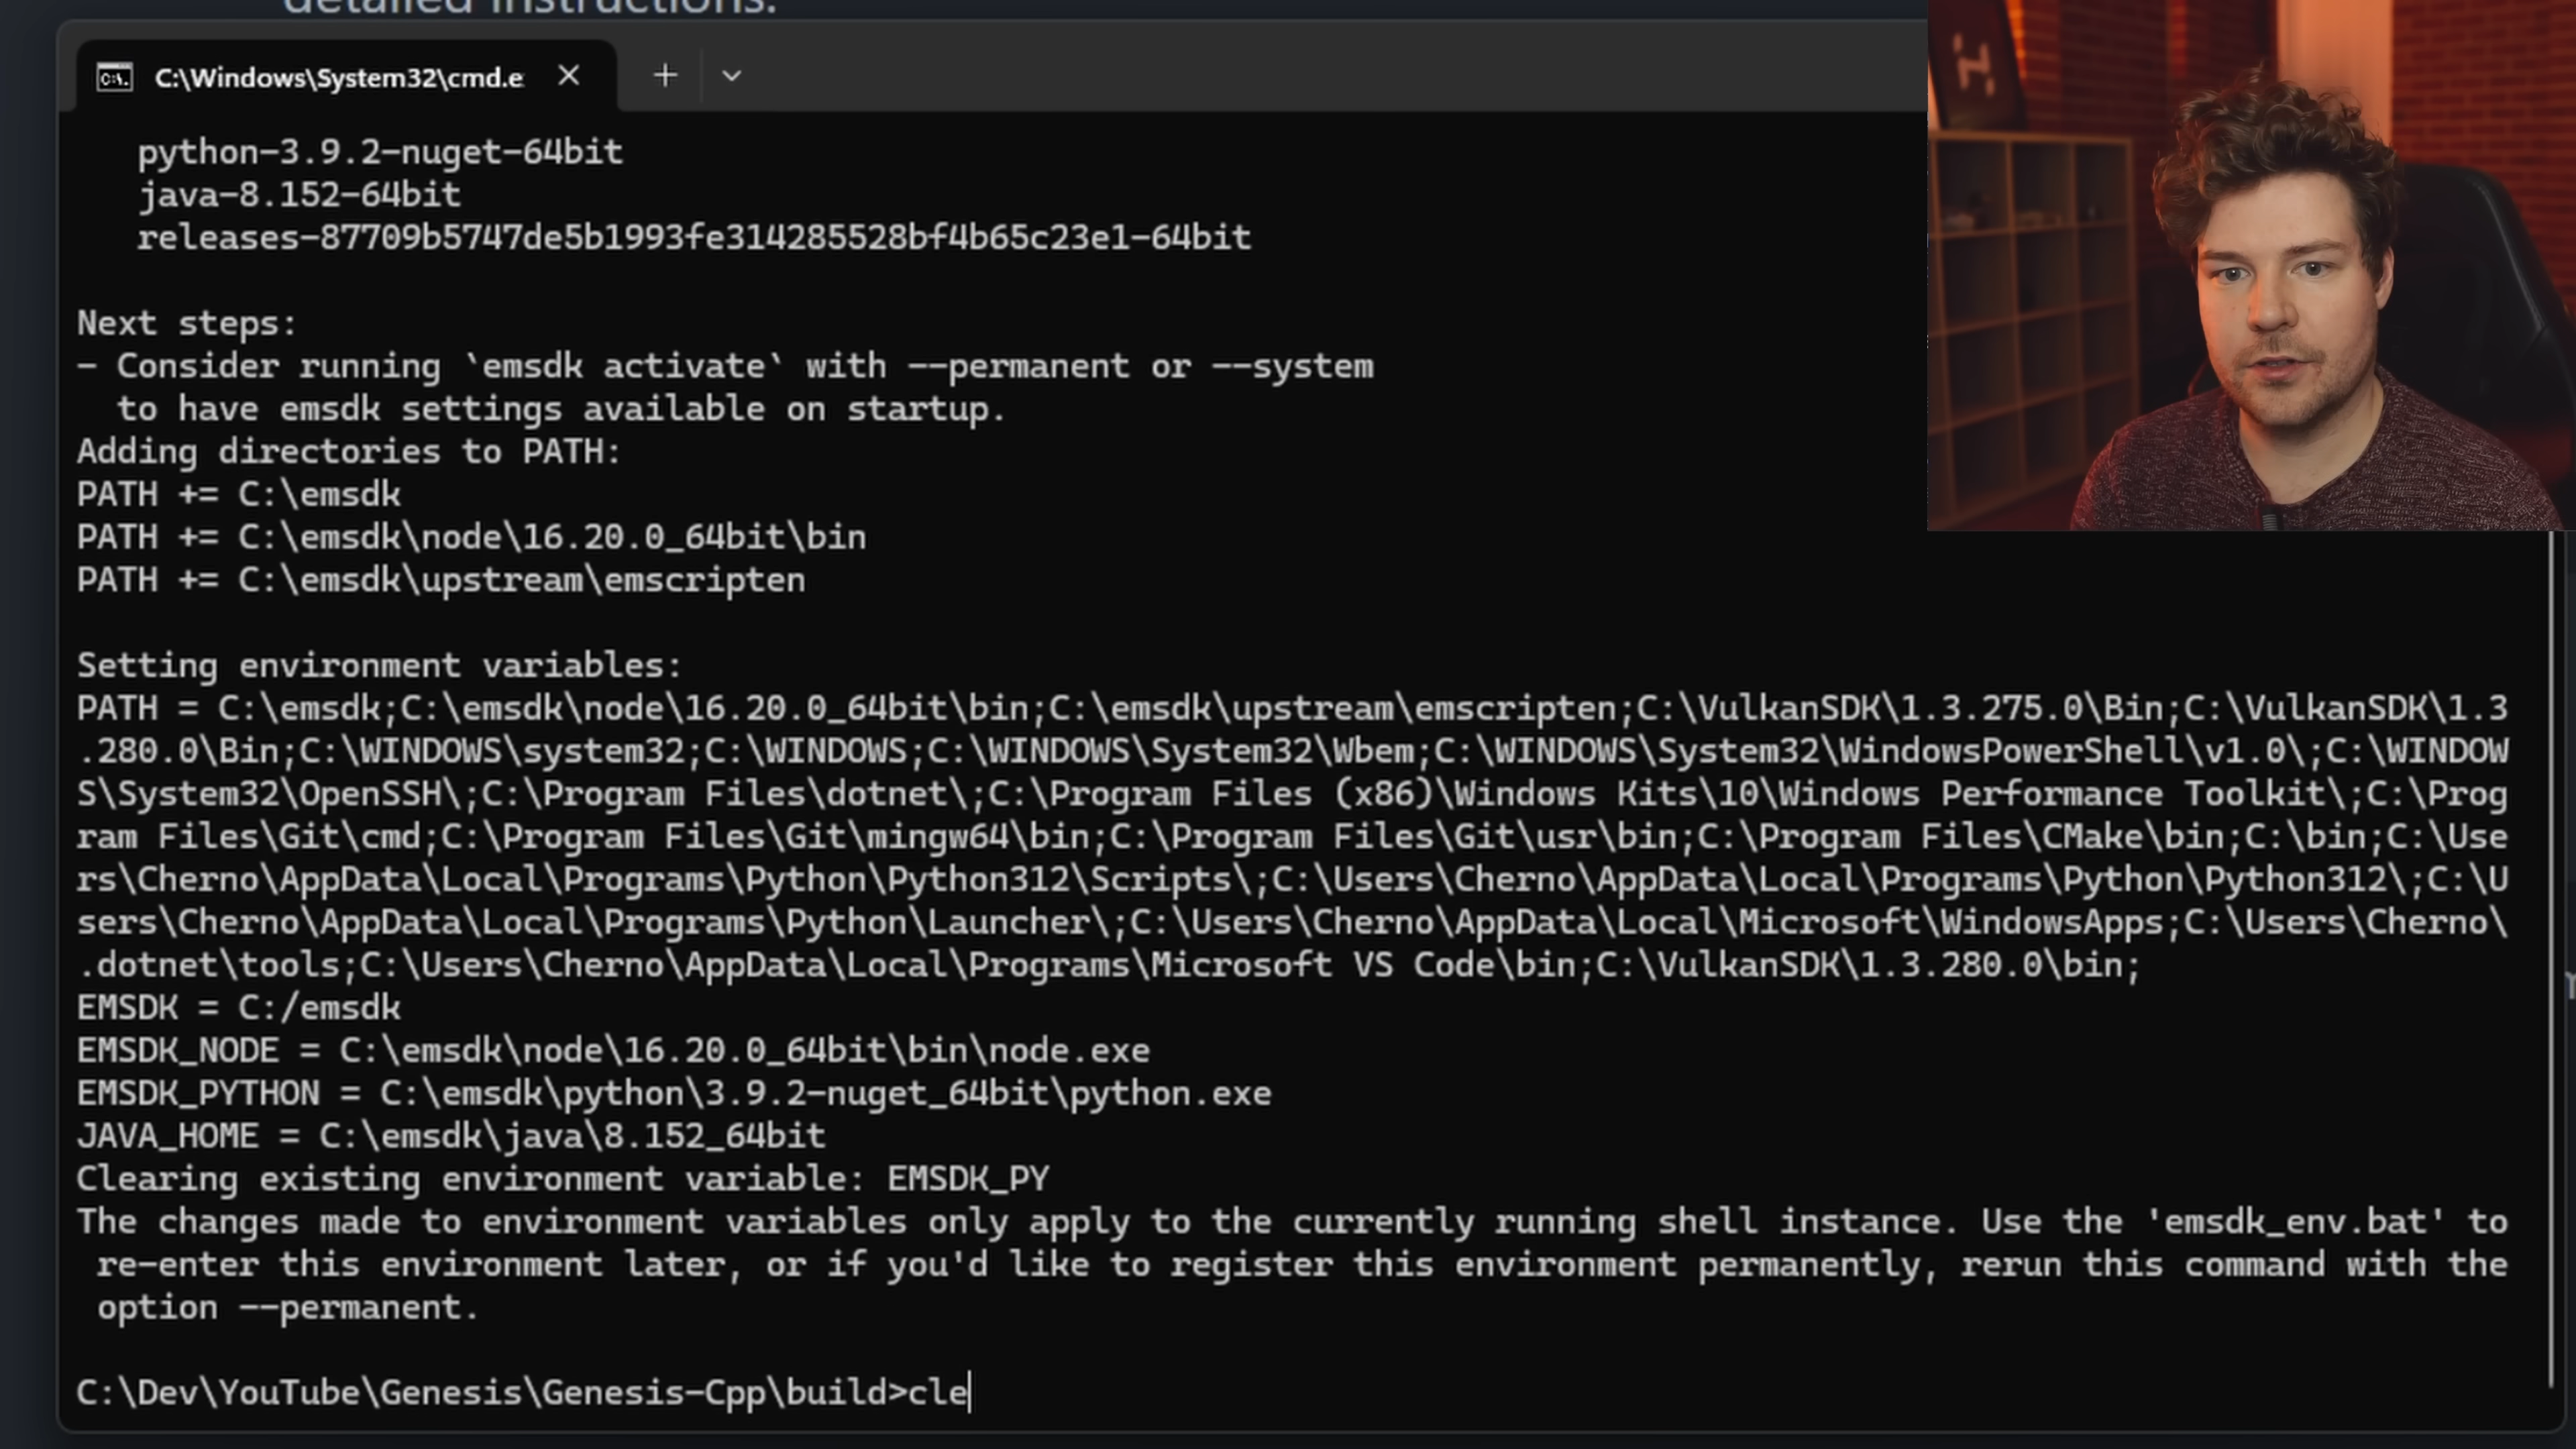 detailed instructions.
C:\Windows\System32\cmd.e
python-3.9.2-nuget-64bit
java-8.152-64bit
releases-87709b5747de5b1993fe314285528bf4b65c23e1-64bit
Next steps:
- Consider running `emsdk activate` with --permanent or --system
to have emsdk settings available on startup.
Adding directories to PATH:
PATH += C:\emsdk
PATH += C:\emsdk\node\16.20.0_64bit\bin
PATH += C:\emsdk\upstream\emscripten
Setting environment variables:
PATH = C:\emsdk;C:\emsdk\node\16.20.0_64bit\bin;C:\emsdk\upstream\emscripten;C:\VulkanSDK\1.3.275.0\Bin;C:\VulkanSDK\1.3
.280.0\Bin;C:\WINDOWS\system32;C:\WINDOWS;C:\WINDOWS\System32\Wbem;C:\WINDOWS\System32\WindowsPowerShell\v1.0\;C:\WINDOW
S\System32\OpenSSH\;C:\Program Files\dotnet\;C:\Program Files (x86)\Windows Kits\10\Windows Performance Toolkit\;C:\Prog
ram Files\Git\cmd;C:\Program Files\Git\mingw64\bin;C:\Program Files\Git\usr\bin;C:\Program Files\CMake\bin;C:\bin;C:\Use
rs\Cherno\AppData\Local\Programs\Python\Python312\Scripts\;C:\Users\Cherno\AppData\Local\Programs\Python\Python312\;C:\U
sers\Cherno\AppData\Local\Programs\Python\Launcher\;C:\Users\Cherno\AppData\Local\Microsoft\WindowsApps;C:\Users\Cherno\
.dotnet\tools;C:\Users\Cherno\AppData\Local\Programs\Microsoft VS Code\bin;C:\VulkanSDK\1.3.280.0\bin;
EMSDK = C:/emsdk
EMSDK_NODE = C:\emsdk\node\16.20.0_64bit\bin\node.exe
EMSDK_PYTHON = C:\emsdk\python\3.9.2-nuget_64bit\python.exe
JAVA_HOME = C:\emsdk\java\8.152_64bit
Clearing existing environment variable: EMSDK_PY
The changes made to environment variables only apply to the currently running shell instance. Use the 'emsdk_env.bat' to
re-enter this environment later, or if you'd like to register this environment permanently, rerun this command with the
option --permanent.
C:\Dev\YouTube\Genesis\Genesis-Cpp\build>cle